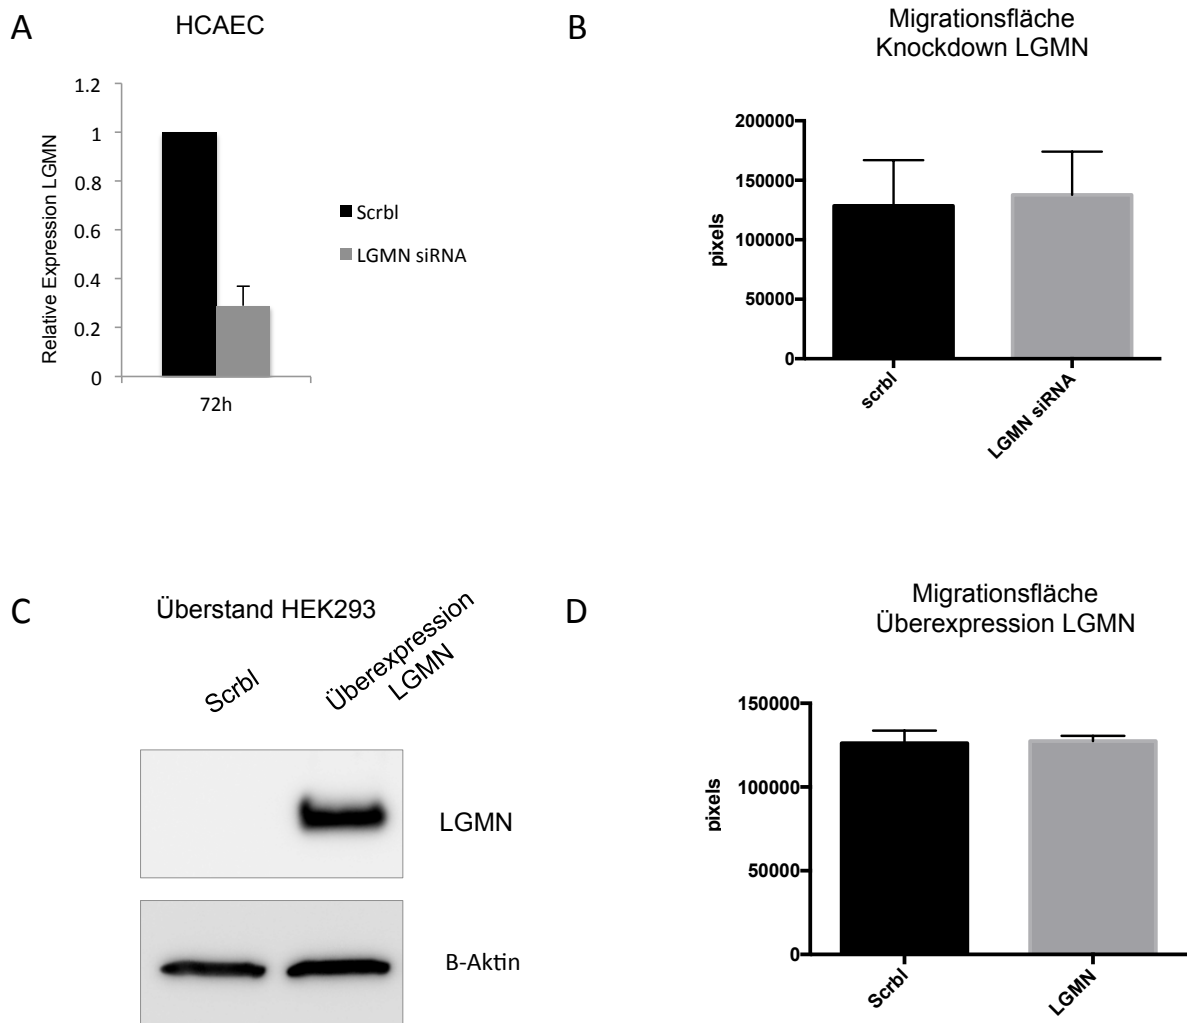 A
HCAEC
Relative Expression LGMN
1.2
1
0.8
0.6
0.4
0.2
0
72h
Scrbl
LGMN siRNA
B
Migrationsfläche
Knockdown LGMN
pixels
200000
150000
100000
50000
0
scrbl
LGMN siRNA
C
Überstand HEK293
Scrbl
Überexpression
LGMN
LGMN
B-Aktin
D
Migrationsfläche
Überexpression LGMN
pixels
150000
100000
50000
0
Scrbl
LGMN